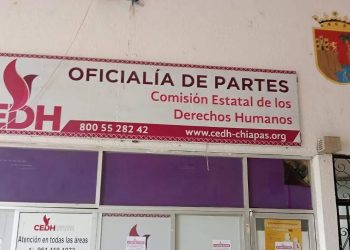 OFICIALÍA DE PARTES
Comisión Estatal de los
Derechos Humanos
CEDH
800 55 282 42
www.cedh-chiapas.org
CEDH
Atención en todas las áreas